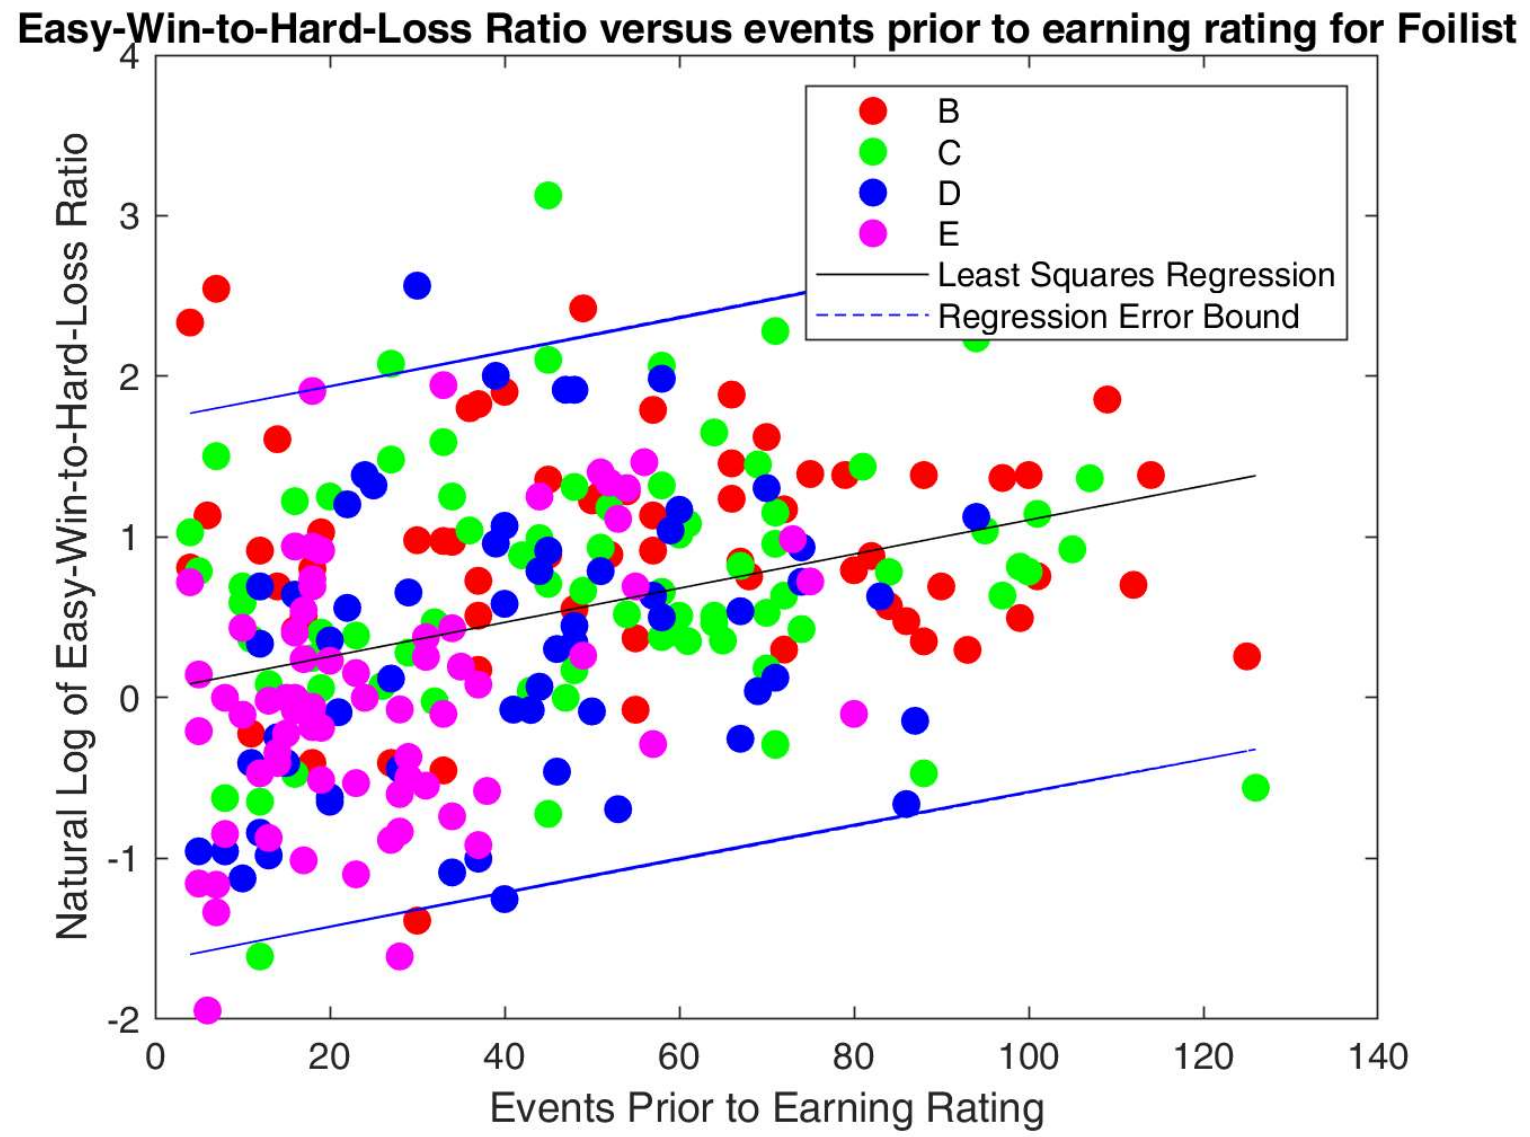 Easy-Win-to-Hard-Loss Ratio versus events prior to earning rating for Foilist
4
3
2
1
0
-1
-2
Natural Log of Easy-Win-to-Hard-Loss Ratio
B
C
D
E
Least Squares Regression
Regression Error Bound
0 20 40 60 80 100 120 140
Events Prior to Earning Rating